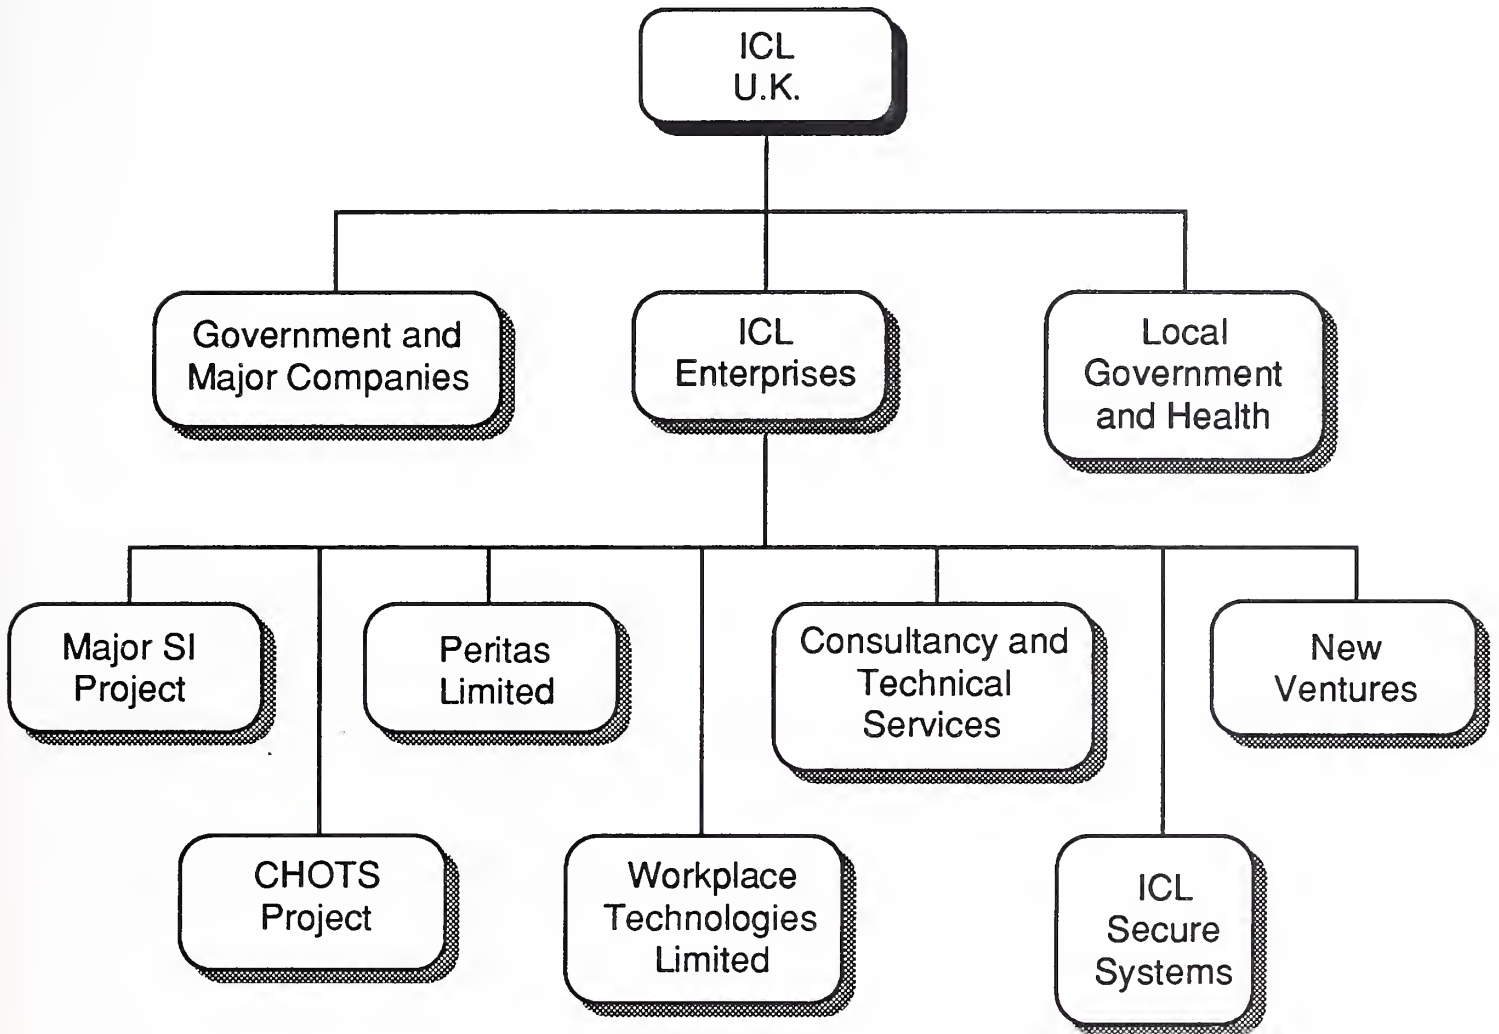 ICL
U.K.
Government and
Major Companies
ICL
Enterprises
Local
Government
and Health
Major SI
Project
Peritas
Limited
Consultancy and
Technical
Services
New
Ventures
CHOTS
Project
Workplace
Technologies
Limited
ICL
Secure
Systems